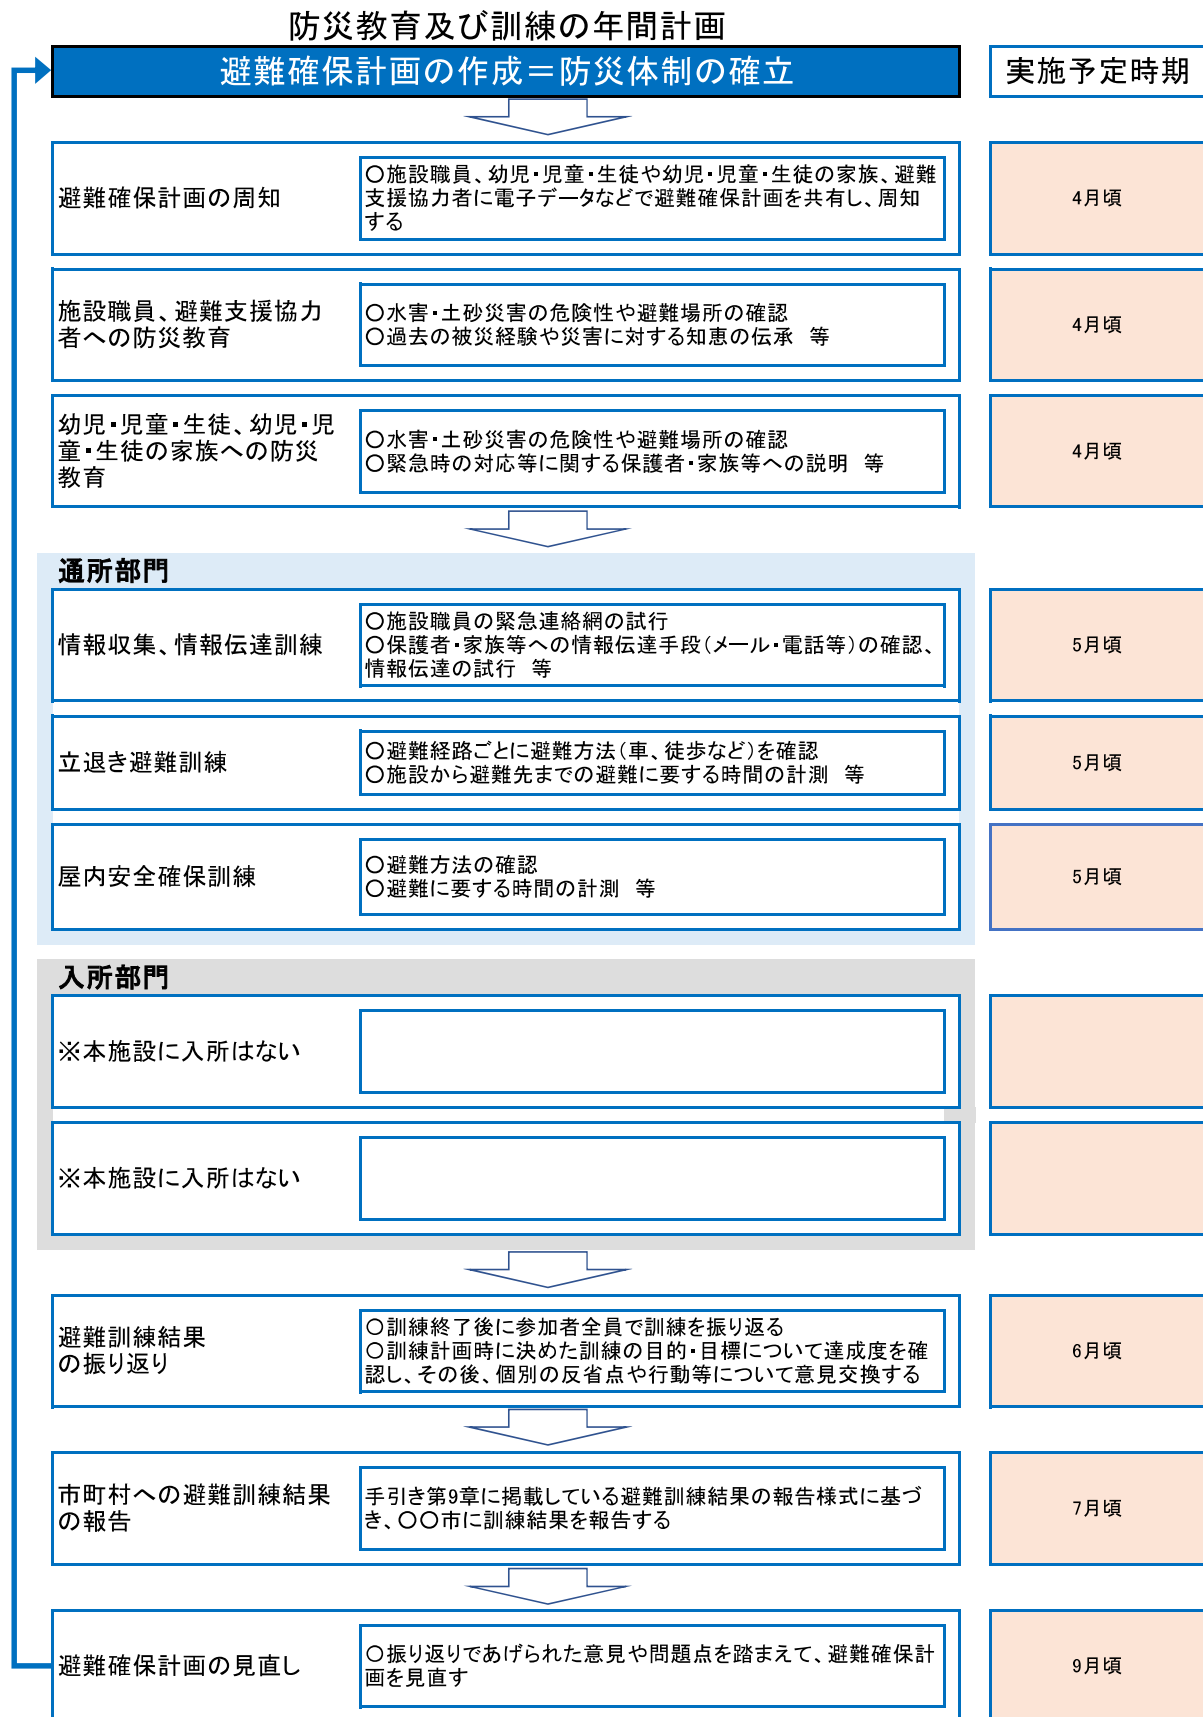 防災教育及び訓練の年間計画
避難確保計画の作成＝防災体制の確立
実施予定時期
避難確保計画の周知
○施設職員、幼児・児童・生徒や幼児・児童・生徒の家族、避難
支援協力者に電子データなどで避難確保計画を共有し、周知
する
4月頃
施設職員、避難支援協力
者への防災教育
○水害・土砂災害の危険性や避難場所の確認
○過去の被災経験や災害に対する知恵の伝承　等
4月頃
幼児・児童・生徒、幼児・児
童・生徒の家族への防災
教育
○水害・土砂災害の危険性や避難場所の確認
○緊急時の対応等に関する保護者・家族等への説明　等
4月頃
通所部門
情報収集、情報伝達訓練
○施設職員の緊急連絡網の試行
○保護者・家族等への情報伝達手段（メール・電話等）の確認、
情報伝達の試行　等
5月頃
立退き避難訓練
○避難経路ごとに避難方法（車、徒歩など）を確認
○施設から避難先までの避難に要する時間の計測　等
5月頃
屋内安全確保訓練
○避難方法の確認
○避難に要する時間の計測　等
5月頃
入所部門
※本施設に入所はない
※本施設に入所はない
避難訓練結果
の振り返り
○訓練終了後に参加者全員で訓練を振り返る
○訓練計画時に決めた訓練の目的・目標について達成度を確
認し、その後、個別の反省点や行動等について意見交換する
6月頃
市町村への避難訓練結果
の報告
手引き第9章に掲載している避難訓練結果の報告様式に基づ
き、○○市に訓練結果を報告する
7月頃
避難確保計画の見直し
○振り返りであげられた意見や問題点を踏まえて、避難確保計
画を見直す
9月頃